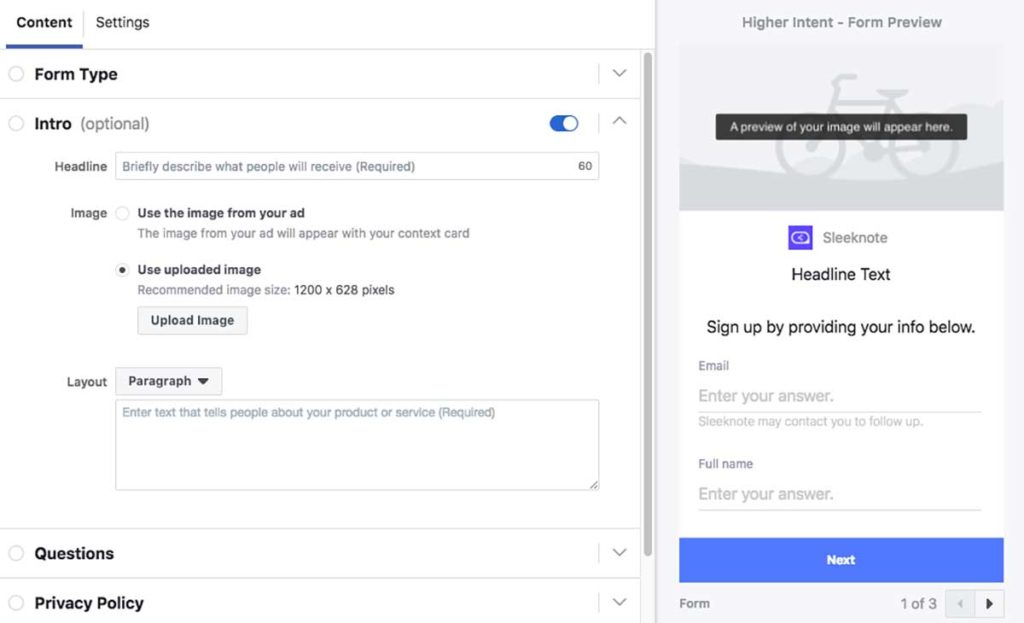 Content Settings
Form Type
Intro (optional)
Headline Briefly describe what people will receive (Required) 60
Image Use the image from your ad
The image from your ad will appear with your context card
Use uploaded image
Recommended image size: 1200 x 628 pixels
Upload Image
Layout Paragraph
Enter text that tells people about your product or service (Required)
Questions
Privacy Policy
Higher Intent - Form Preview
A preview of your image will appear here.
Sleeknote
Headline Text
Sign up by providing your info below.
Email
Enter your answer.
Sleeknote may contact you to follow up.
Full name
Enter your answer.
Next
Form 1 of 3